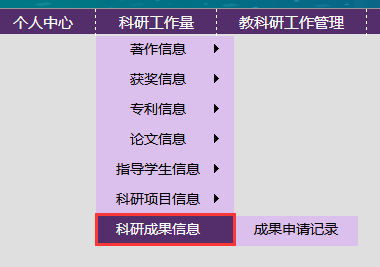 个人中心 科研工作量 教科研工作管理
著作信息
获奖信息
专利信息
论文信息
指导学生信息
科研项目信息
科研成果信息 成果申请记录